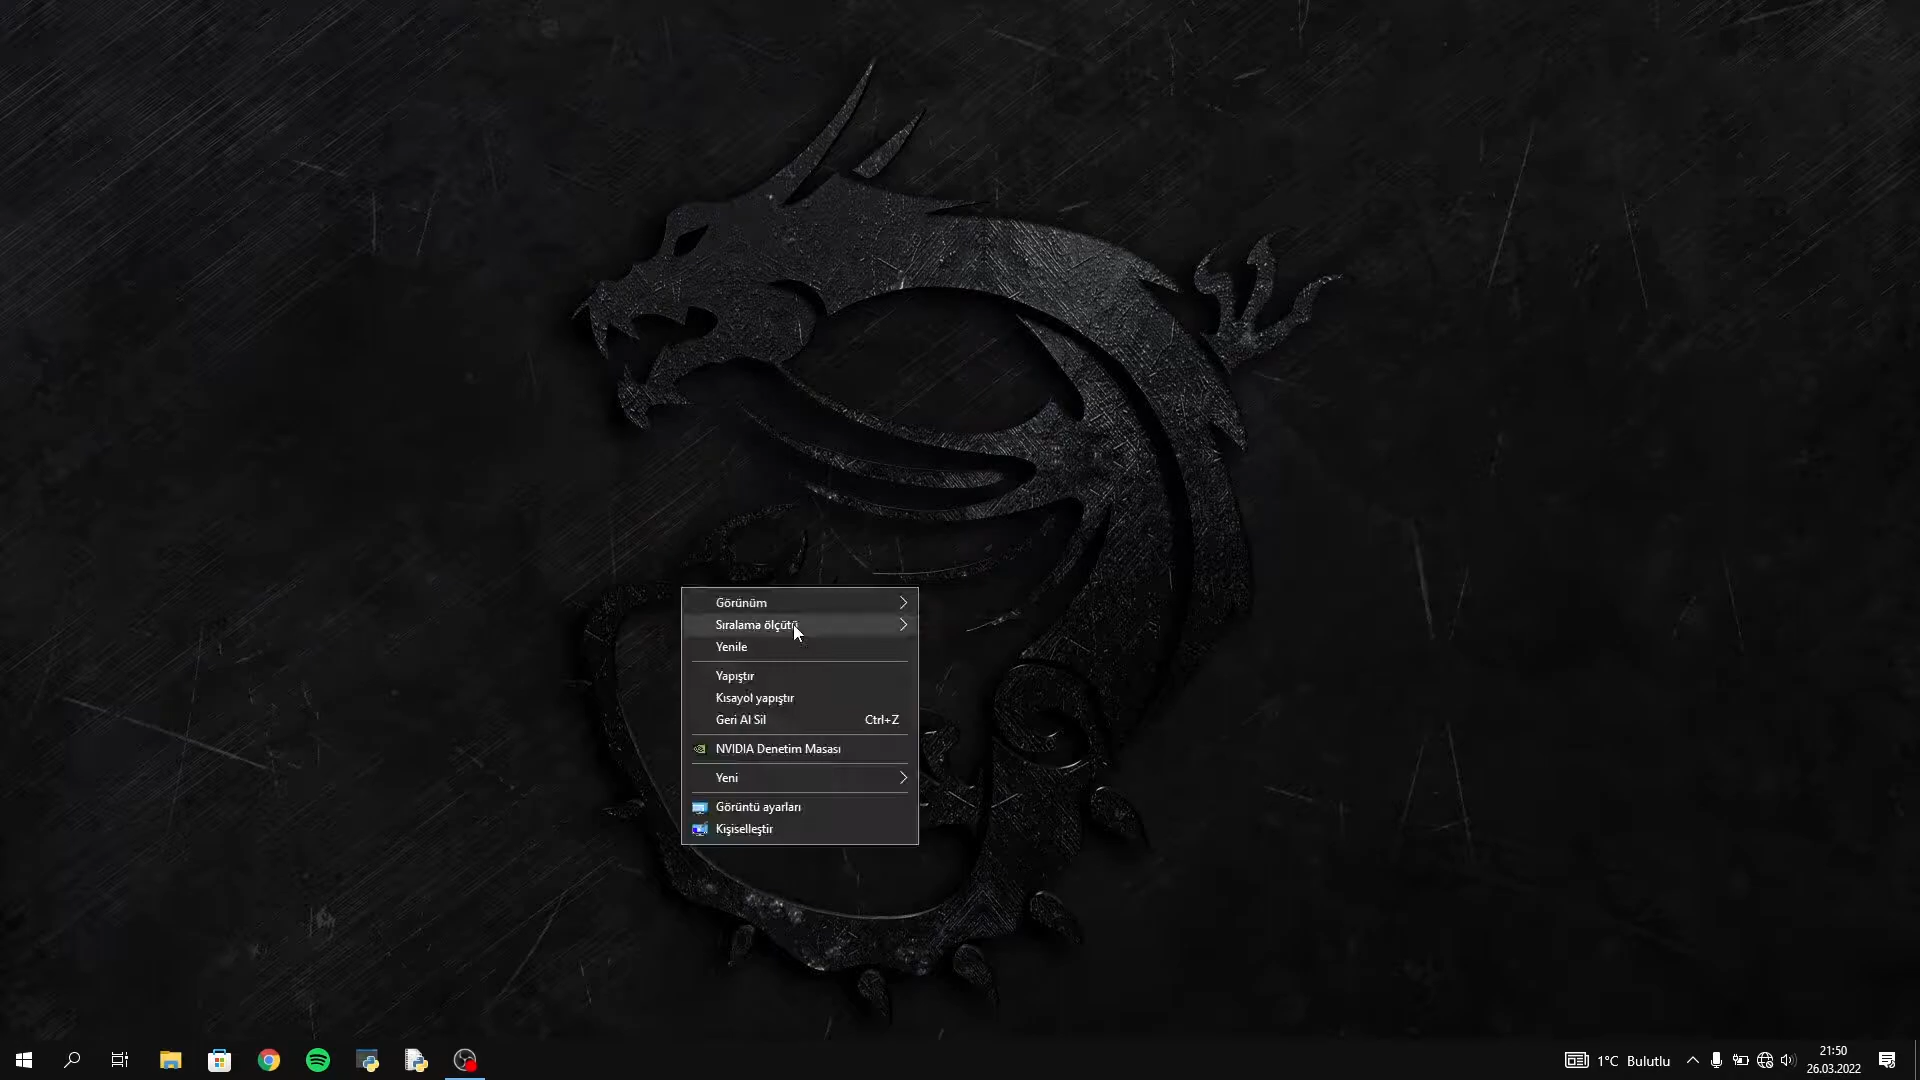 Görünüm
Sıralama ölçütü
Yenile
Yapıştır
Kısayol yapıştır
Geri Al Sil Ctrl+Z
NVIDIA Denetim Masası
Yeni
Görüntü ayarları
Kişiselleştir
1°C Bulutlu
21:50
26.03.2022